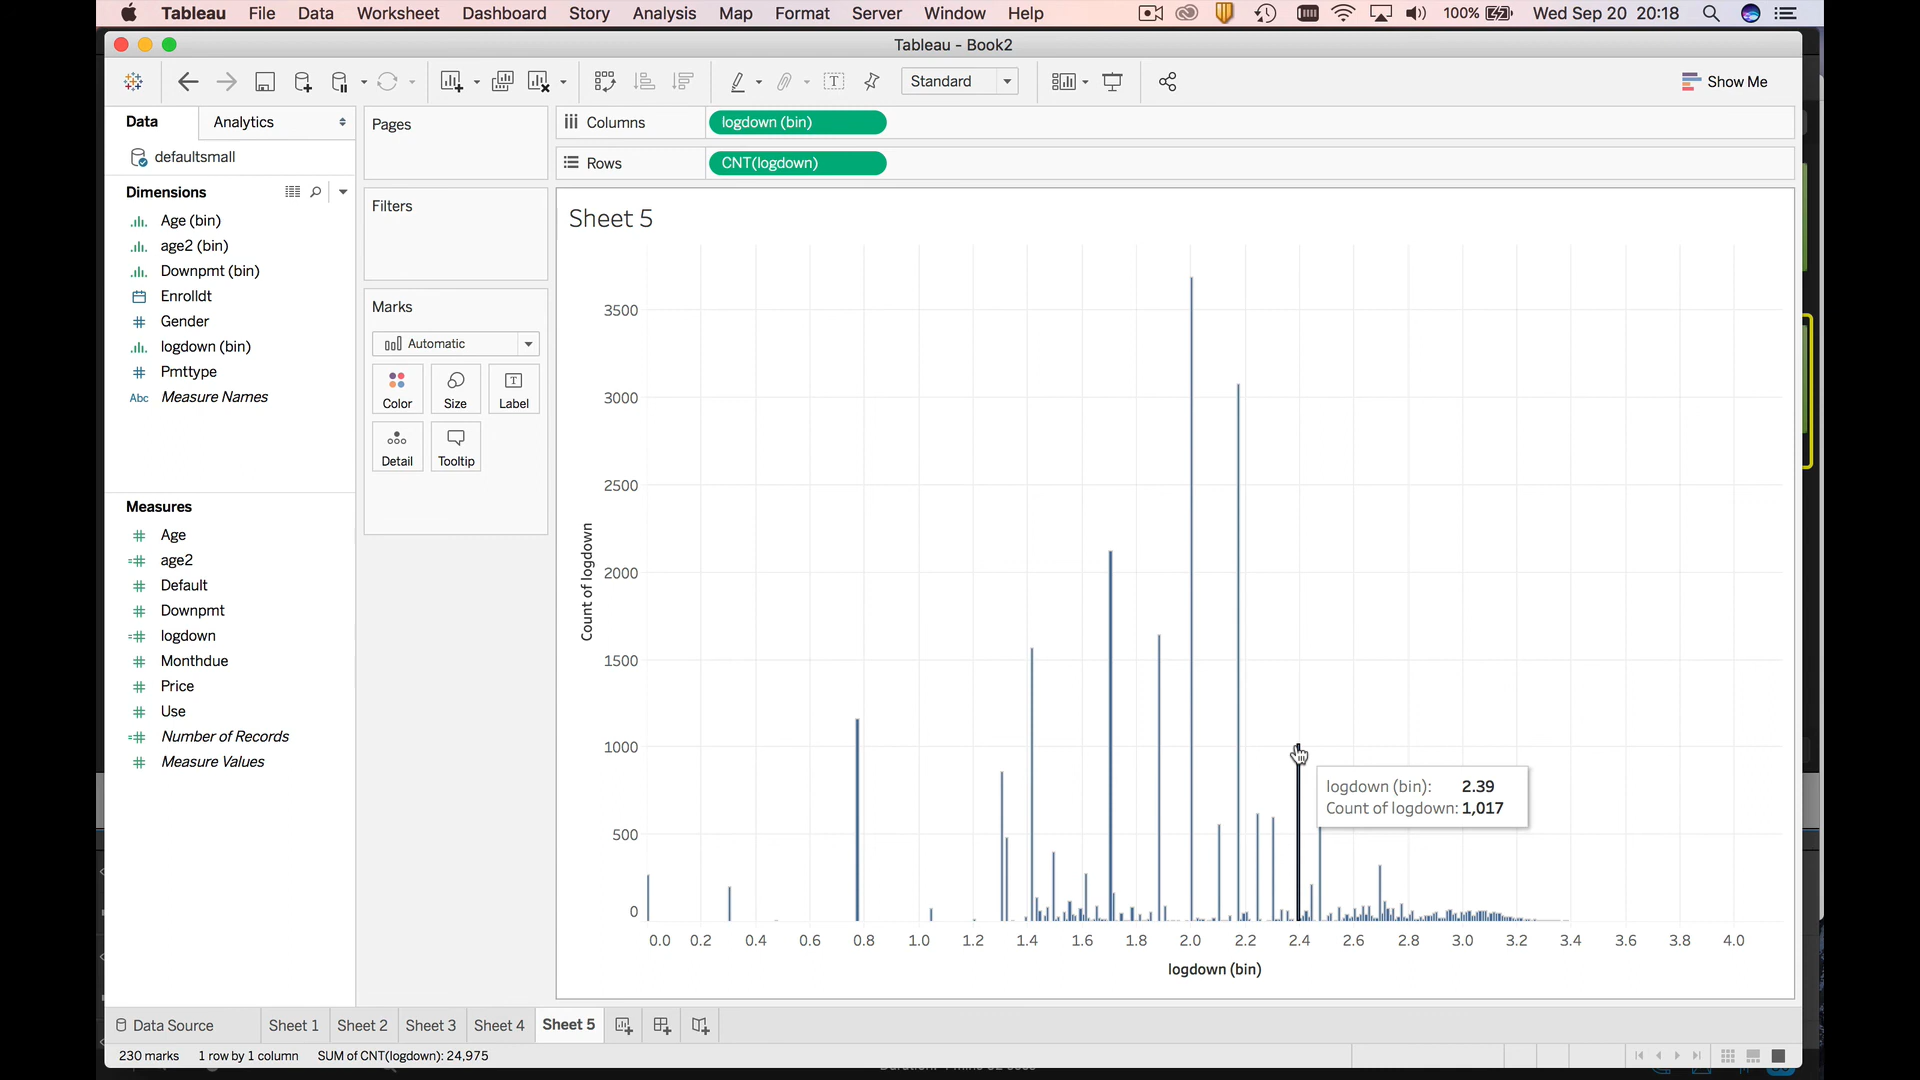 Tableau File Data Worksheet Dashboard Story Analysis Map Format Server Window Help 100% Wed Sep 20 20:18
Tableau - Book2
Standard Show Me
Data Analytics
defaultsmall
Dimensions
Age (bin)
age2 (bin)
Downpmt (bin)
Enrolldt
Gender
logdown (bin)
Pmttype
Abc Measure Names
Measures
Age
age2
Default
Downpmt
logdown
Monthdue
Price
Use
Number of Records
Measure Values
Pages
Filters
Marks
Automatic
Color Size Label
Detail Tooltip
Columns logdown (bin)
Rows CNT(logdown)
Sheet 5
Count of logdown
3500
3000
2500
2000
1500
1000
500
0
logdown (bin): 2.39
Count of logdown: 1,017
0.0 0.2 0.4 0.6 0.8 1.0 1.2 1.4 1.6 1.8 2.0 2.2 2.4 2.6 2.8 3.0 3.2 3.4 3.6 3.8 4.0
logdown (bin)
Data Source Sheet 1 Sheet 2 Sheet 3 Sheet 4 Sheet 5
230 marks 1 row by 1 column SUM of CNT(logdown): 24,975